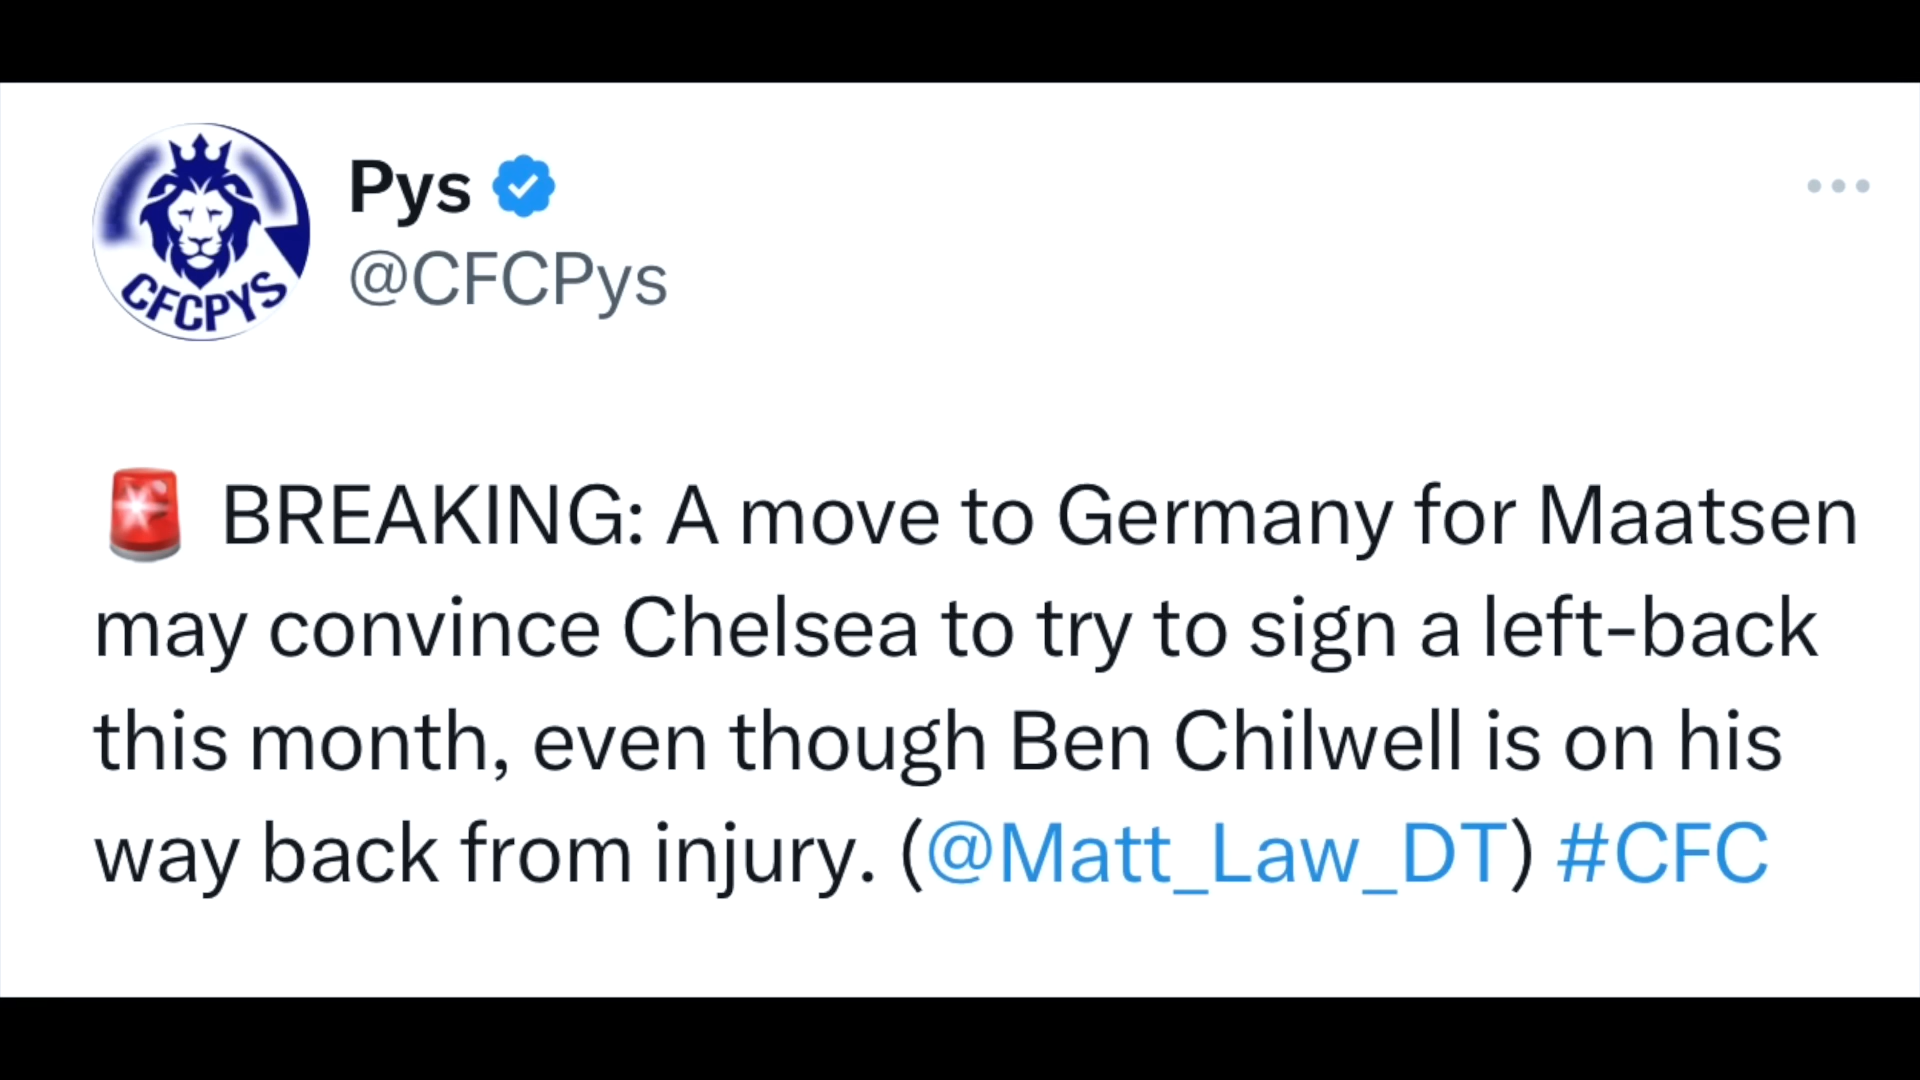 CFCPYS
Pys
@CFCPys
🚨 BREAKING: A move to Germany for Maatsen
may convince Chelsea to try to sign a left-back
this month, even though Ben Chilwell is on his
way back from injury. (@Matt_Law_DT) #CFC